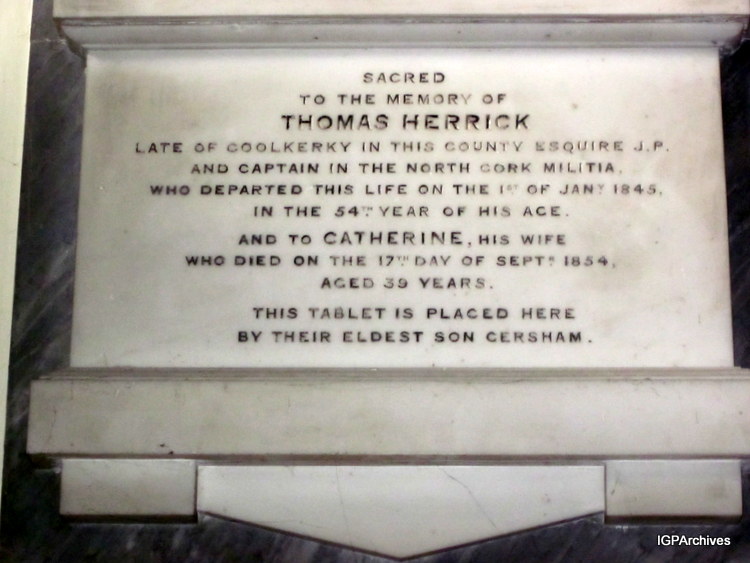 SACRED
TO THE MEMORY OF
THOMAS HERRICK
LATE OF COOLKERKY IN THIS COUNTY ESQUIRE J.P.
AND CAPTAIN IN THE NORTH CORK MILITIA,
WHO DEPARTED THIS LIFE ON THE 1ST OF JANY 1845,
IN THE 54TH YEAR OF HIS AGE.
AND TO CATHERINE, HIS WIFE
WHO DIED ON THE 17TH DAY OF SEPTR 1854,
AGED 39 YEARS.
THIS TABLET IS PLACED HERE
BY THEIR ELDEST SON GERSHAM.
IGPArchives